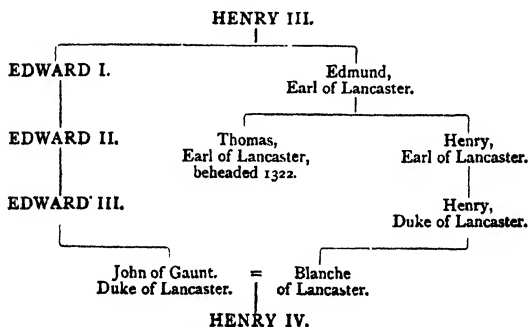 HENRY III.
EDWARD I.
Edmund,
Earl of Lancaster.
EDWARD II.
Thomas,
Earl of Lancaster,
beheaded 1322.
Henry,
Earl of Lancaster.
EDWARD III.
Henry,
Duke of Lancaster.
John of Gaunt.
Duke of Lancaster.
=
Blanche
of Lancaster.
HENRY IV.